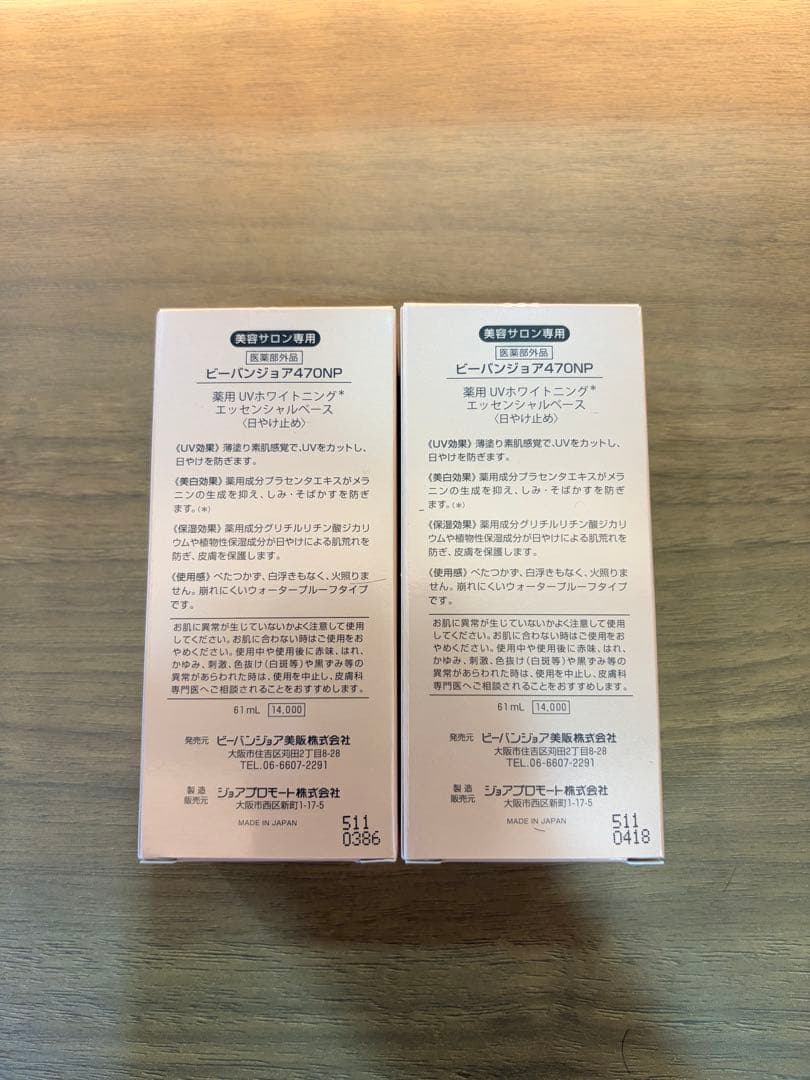 美容サロン専用
医薬部外品
ビーバンジョア470NP
薬用 UVホワイトニング*
エッセンシャルベース
〈日やけ止め〉
《UV効果》薄塗り素肌感覚で、UVをカットし、
日やけを防ぎます。
《美白効果》薬用成分プラセンタエキスがメラ
ニンの生成を抑え、しみ・そばかすを防ぎ
ます。(*)
《保湿効果》薬用成分グリチルリチン酸ジカリ
ウムや植物性保湿成分が日やけによる肌荒れを
防ぎ、皮膚を保護します。
《使用感》べたつかず、白浮きもなく、火照りま
せん。崩れにくいウォータープルーフタイプ
です。
お肌に異常が生じていないかよく注意して使用
してください。お肌に合わない時はご使用をお
やめください。使用中や使用後に赤味、はれ、
かゆみ、刺激、色抜け(白斑等)や黒ずみ等の
異常があらわれた時は、使用を中止し、皮膚科
専門医へご相談されることをおすすめします。
61mL 14,000
発売元 ビーバンジョア美販株式会社
大阪市住吉区苅田2丁目8-28
TEL.06-6607-2291
製造
販売元 ジョアプロモート株式会社
大阪市西区新町1-17-5
MADE IN JAPAN
511
0386
美容サロン専用
医薬部外品
ビーバンジョア470NP
薬用 UVホワイトニング*
エッセンシャルベース
〈日やけ止め〉
《UV効果》薄塗り素肌感覚で、UVをカットし、
日やけを防ぎます。
《美白効果》薬用成分プラセンタエキスがメラ
ニンの生成を抑え、しみ・そばかすを防ぎ
ます。(*)
《保湿効果》薬用成分グリチルリチン酸ジカリ
ウムや植物性保湿成分が日やけによる肌荒れを
防ぎ、皮膚を保護します。
《使用感》べたつかず、白浮きもなく、火照りま
せん。崩れにくいウォータープルーフタイプ
です。
お肌に異常が生じていないかよく注意して使用
してください。お肌に合わない時はご使用をお
やめください。使用中や使用後に赤味、はれ、
かゆみ、刺激、色抜け(白斑等)や黒ずみ等の
異常があらわれた時は、使用を中止し、皮膚科
専門医へご相談されることをおすすめします。
61mL 14,000
発売元 ビーバンジョア美販株式会社
大阪市住吉区苅田2丁目8-28
TEL.06-6607-2291
製造
販売元 ジョアプロモート株式会社
大阪市西区新町1-17-5
MADE IN JAPAN
511
0418